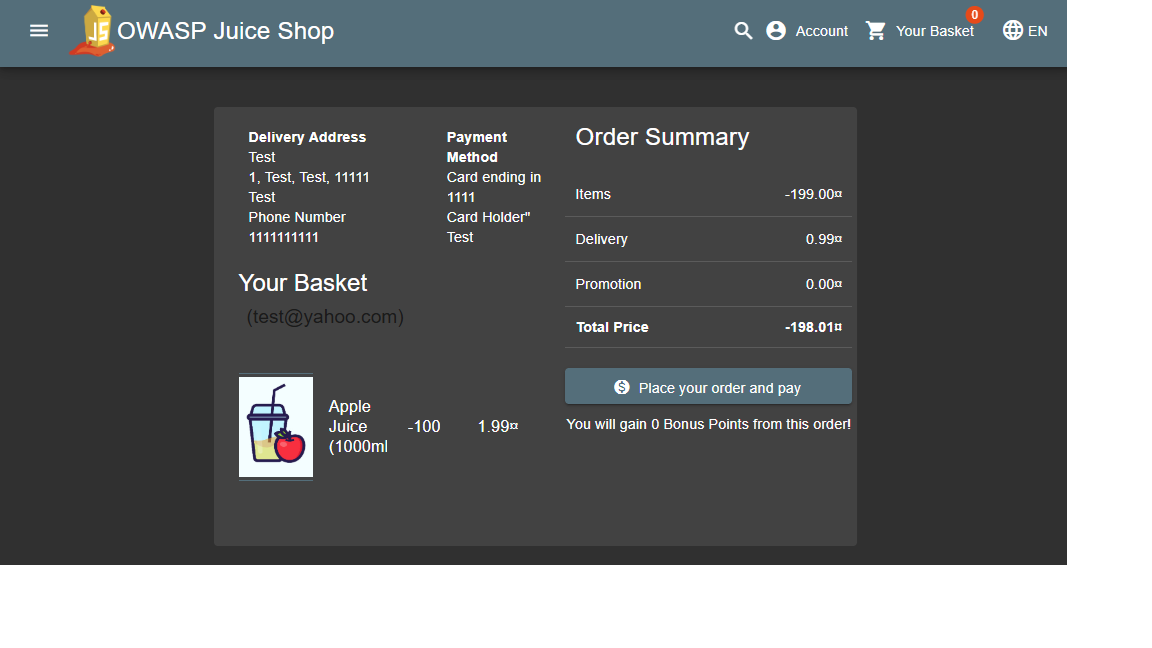 OWASP Juice Shop
Account
Your Basket
0
EN
Delivery Address
Test
1, Test, Test, 11111
Test
Phone Number
1111111111
Payment
Method
Card ending in
1111
Card Holder"
Test
Your Basket
(test@yahoo.com)
Apple
Juice
(1000ml
-100
1.99¤
Order Summary
Items -199.00¤
Delivery 0.99¤
Promotion 0.00¤
Total Price -198.01¤
Place your order and pay
You will gain 0 Bonus Points from this order!